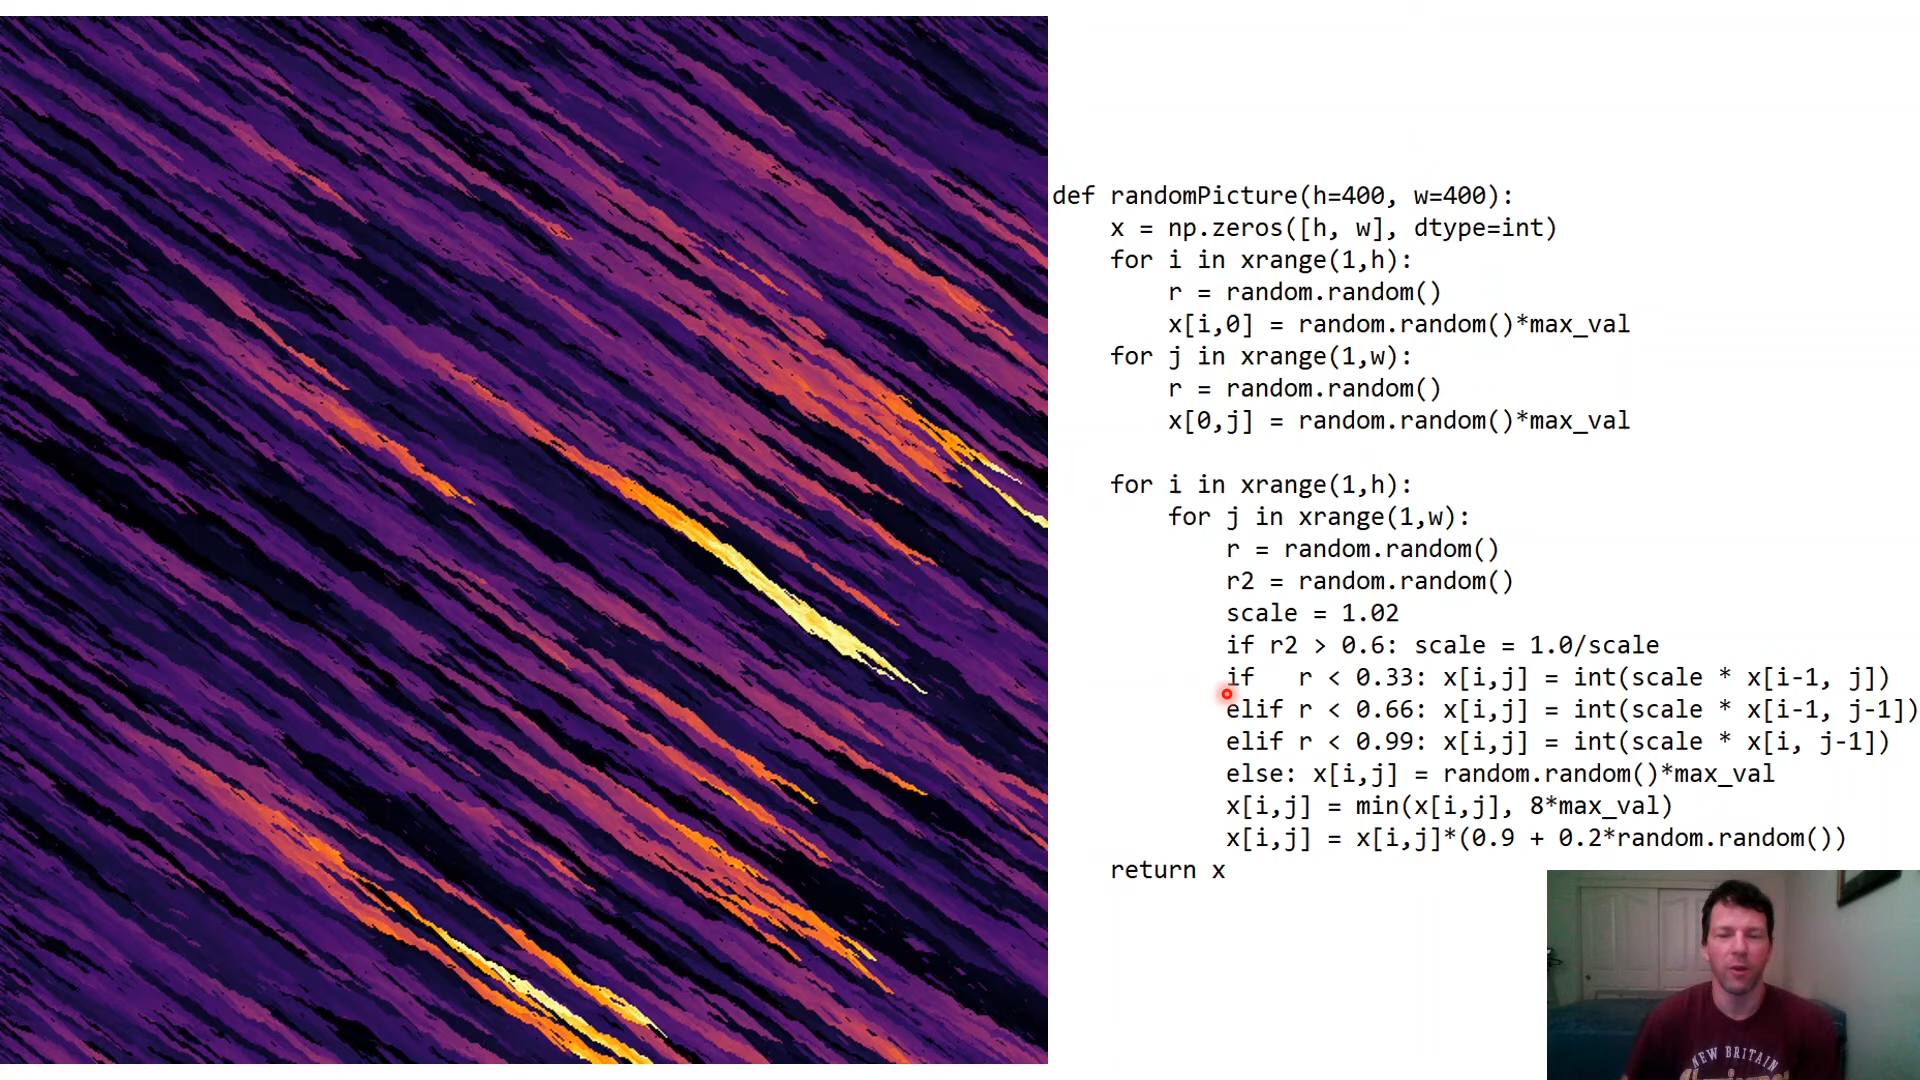 def randomPicture(h=400, w=400):
    x = np.zeros([h, w], dtype=int)
    for i in xrange(1,h):
        r = random.random()
        x[i,0] = random.random()*max_val
    for j in xrange(1,w):
        r = random.random()
        x[0,j] = random.random()*max_val
    for i in xrange(1,h):
        for j in xrange(1,w):
            r = random.random()
            r2 = random.random()
            scale = 1.02
            if r2 > 0.6: scale = 1.0/scale
            if   r < 0.33: x[i,j] = int(scale * x[i-1, j])
            elif r < 0.66: x[i,j] = int(scale * x[i-1, j-1])
            elif r < 0.99: x[i,j] = int(scale * x[i, j-1])
            else: x[i,j] = random.random()*max_val
            x[i,j] = min(x[i,j], 8*max_val)
            x[i,j] = x[i,j]*(0.9 + 0.2*random.random())
    return x
NEW BRITAIN